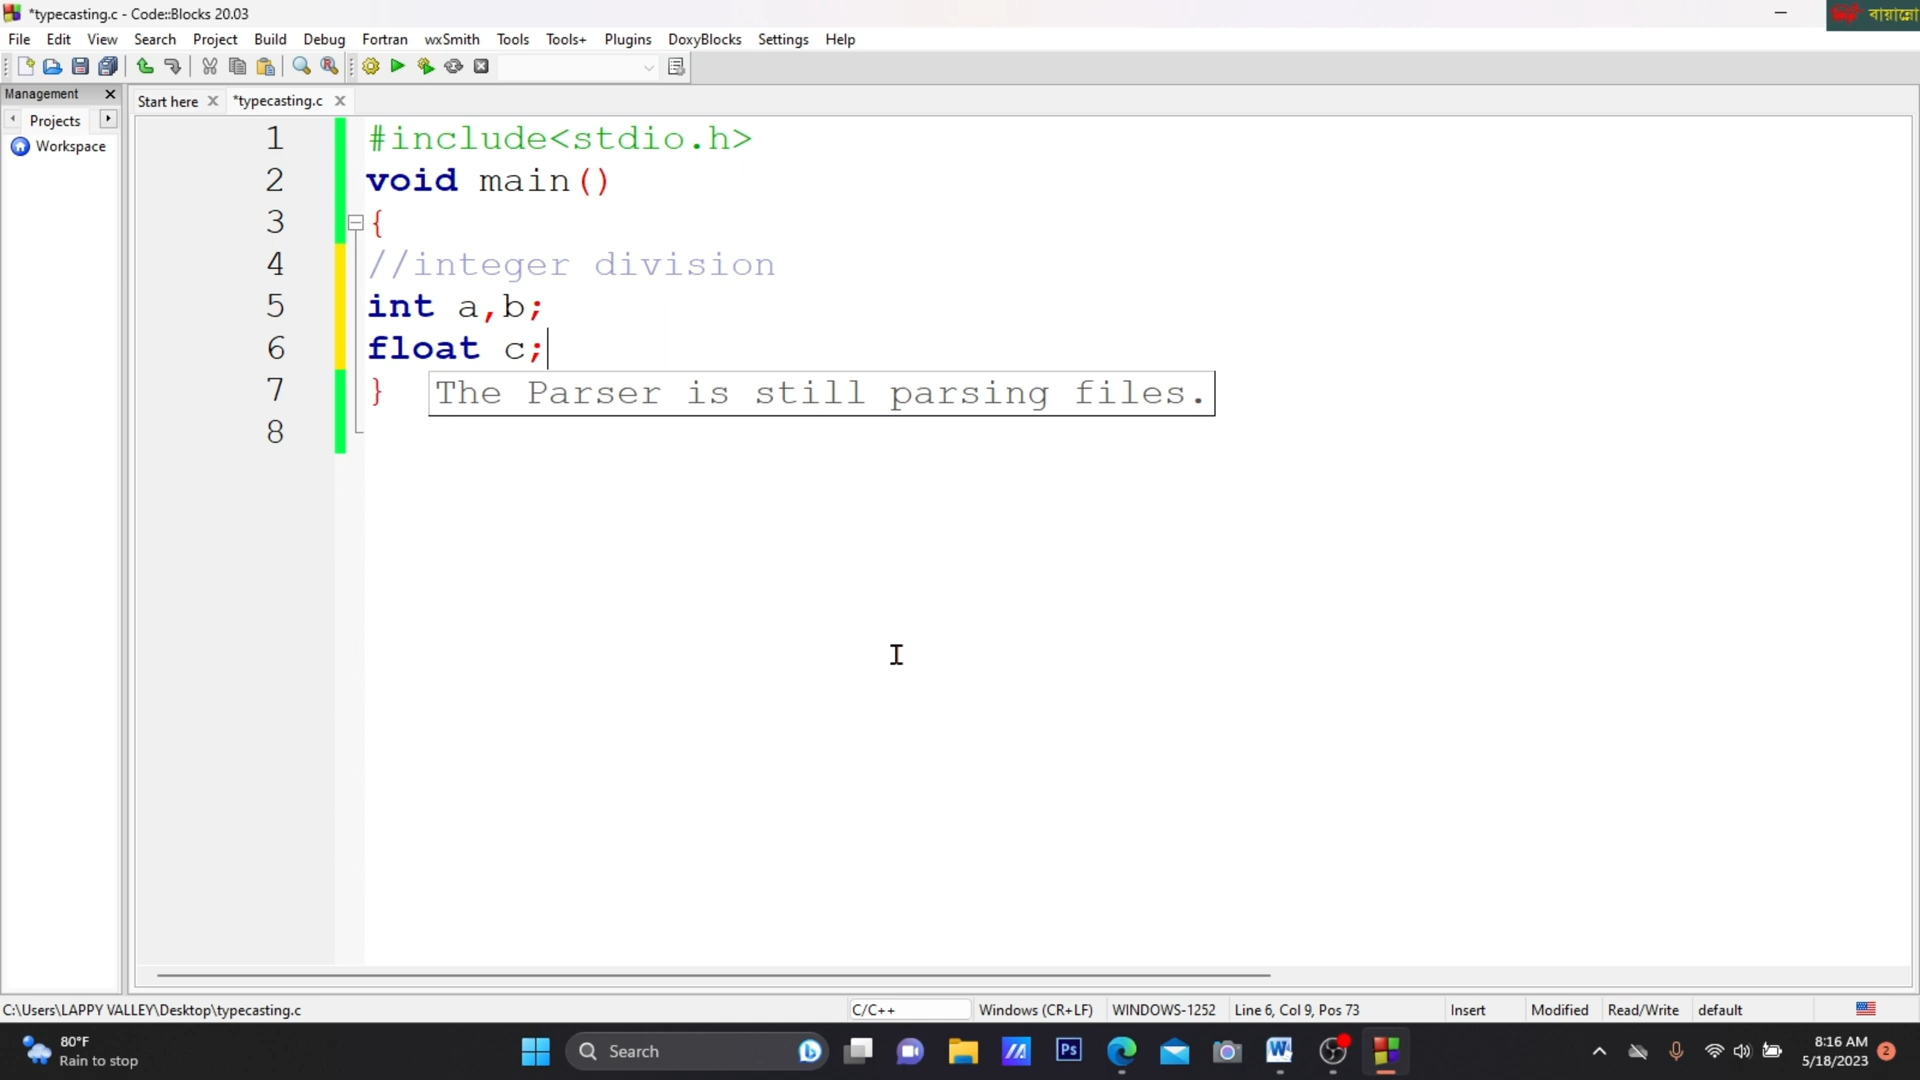 *typecasting.c - Code::Blocks 20.03
বায়ান্নো
File Edit View Search Project Build Debug Fortran wxSmith Tools Tools+ Plugins DoxyBlocks Settings Help
Management
Start here *typecasting.c
Projects
Workspace
1 #include<stdio.h>
2 void main()
3 {
4 //integer division
5 int a,b;
6 float c;
7 }
The Parser is still parsing files.
8
C:\Users\LAPPY VALLEY\Desktop\typecasting.c C/C++ Windows (CR+LF) WINDOWS-1252 Line 6, Col 9, Pos 73 Insert Modified Read/Write default
80°F
Rain to stop
Search
Ps
W
8:16 AM
5/18/2023
2